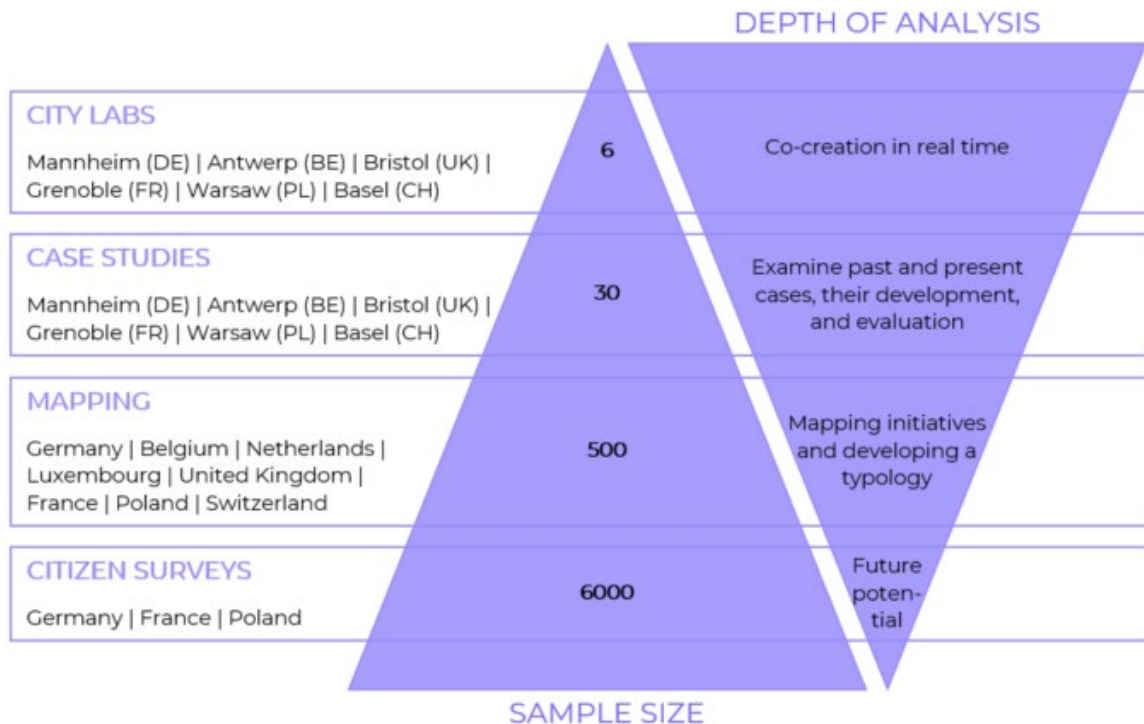 DEPTH OF ANALYSIS
CITY LABS
Mannheim (DE) | Antwerp (BE) | Bristol (UK) |
Grenoble (FR) | Warsaw (PL) | Basel (CH)
6
Co-creation in real time
CASE STUDIES
Mannheim (DE) | Antwerp (BE) | Bristol (UK) |
Grenoble (FR) | Warsaw (PL) | Basel (CH)
30
Examine past and present
cases, their development,
and evaluation
MAPPING
Germany | Belgium | Netherlands |
Luxembourg | United Kingdom |
France | Poland | Switzerland
500
Mapping initiatives
and developing a
typology
CITIZEN SURVEYS
Germany | France | Poland
6000
Future
poten-
tial
SAMPLE SIZE